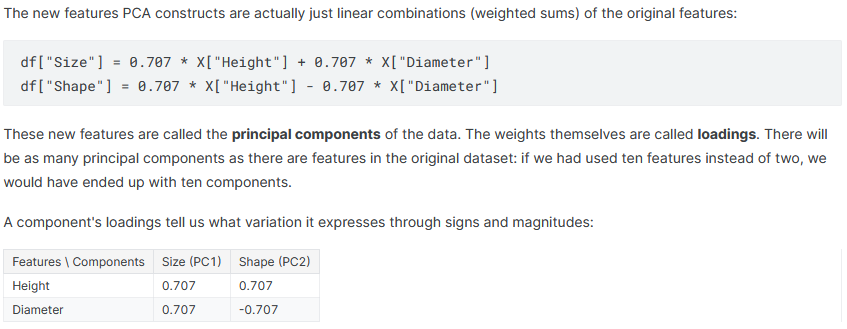 The new features PCA constructs are actually just linear combinations (weighted sums) of the original features:
df["Size"] = 0.707 * X["Height"] + 0.707 * X["Diameter"]
df["Shape"] = 0.707 * X["Height"] - 0.707 * X["Diameter"]
These new features are called the principal components of the data. The weights themselves are called loadings. There will
be as many principal components as there are features in the original dataset: if we had used ten features instead of two, we
would have ended up with ten components.
A component's loadings tell us what variation it expresses through signs and magnitudes:
Features \ Components Size (PC1) Shape (PC2)
Height 0.707 0.707
Diameter 0.707 -0.707